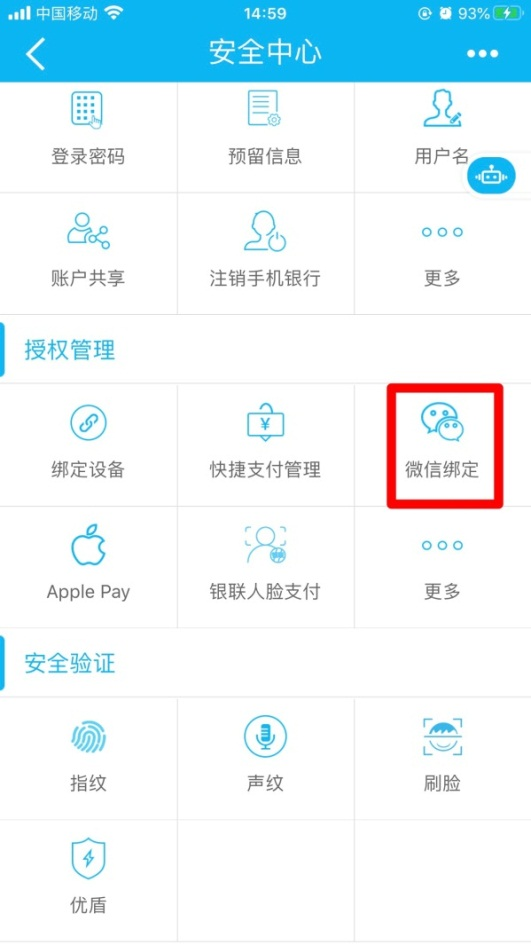 中国移动
14:59
93%
安全中心
登录密码
预留信息
用户名
账户共享
注销手机银行
更多
授权管理
绑定设备
¥
快捷支付管理
微信绑定
Apple Pay
银联人脸支付
更多
安全验证
指纹
声纹
刷脸
优盾